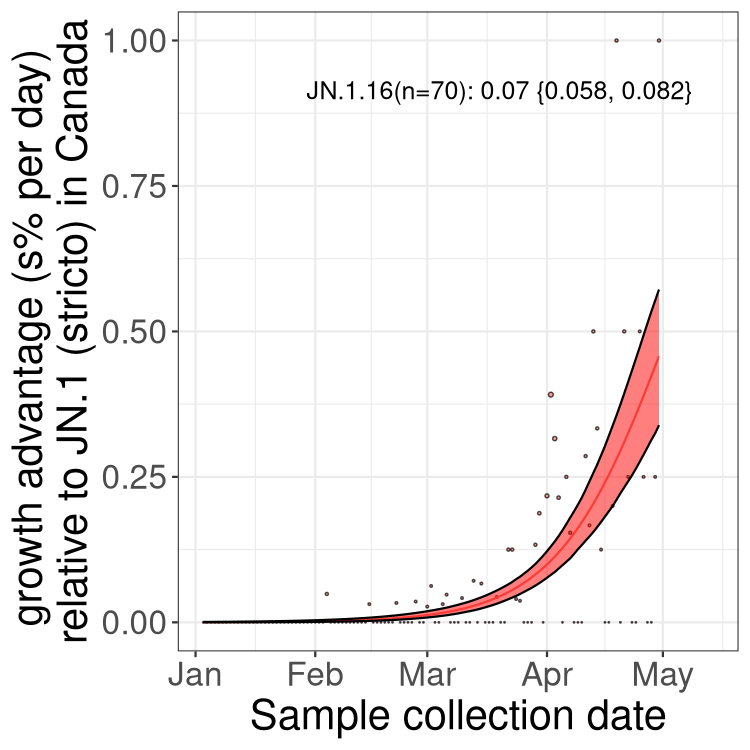 growth advantage (s% per day)
relative to JN.1 (stricto) in Canada
1.00
JN.1.16(n=70): 0.07 {0.058, 0.082}
0.75
0.50
0.25
0.00
Jan Feb Mar Apr May
Sample collection date